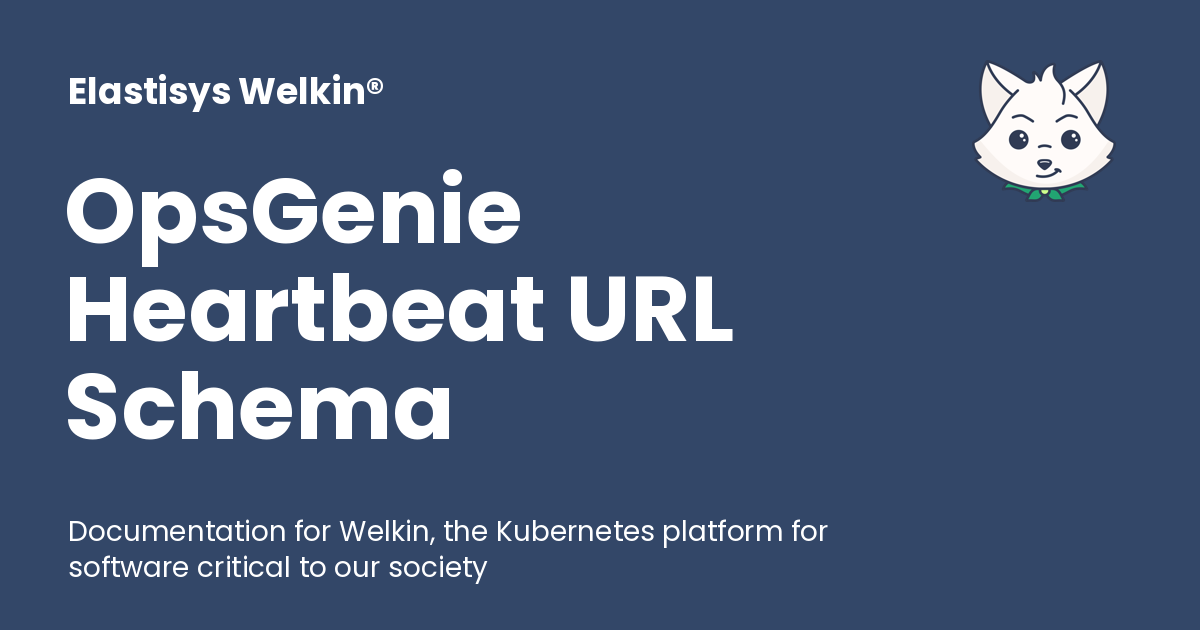 Elastisys Welkin®
OpsGenie
Heartbeat URL
Schema
Documentation for Welkin, the Kubernetes platform for
software critical to our society